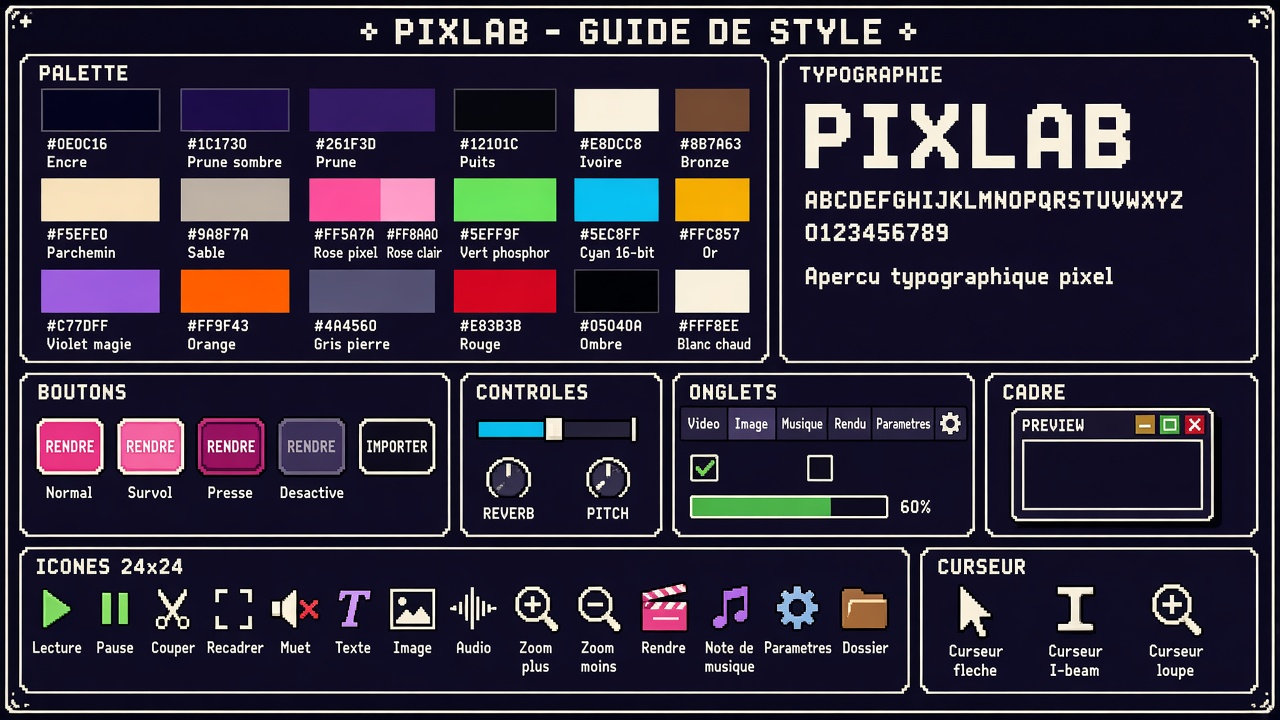 PIXLAB - GUIDE DE STYLE
PALETTE
#0E0C16 #1C1730 #261F3D #12101C #E8DCC8 #8B7A63
Encre Prune sombre Prune Puits Ivoire Bronze
#F5EFE0 #9A8F7A #FF5A7A #FF8AA0 #5EFF9F #5EC8FF #FFC857
Parchemin Sable Rose pixel Rose clair Vert phosphor Cyan 16-bit Or
#C77DFF #FF9F43 #4A4560 #E83B3B #05040A #FFF8EE
Violet magie Orange Gris pierre Rouge Ombre Blanc chaud
TYPOGRAPHIE
PIXLAB
ABCDEFGHIJKLMNOPQRSTUVWXYZ
0123456789
Apercu typographique pixel
BOUTONS
RENDRE RENDRE RENDRE RENDRE IMPORTER
Normal Survol Presse Desactive
CONTROLES
REVERB PITCH
ONGLETS
Video Image Musique Rendu Parametres
60%
CADRE
PREVIEW
ICONES 24x24
T
Lecture Pause Couper Recadrer Muet Texte Image Audio Zoom plus Zoom moins Rendre Note de musique Parametres Dossier
CURSEUR
Curseur fleche Curseur I-beam Curseur loupe